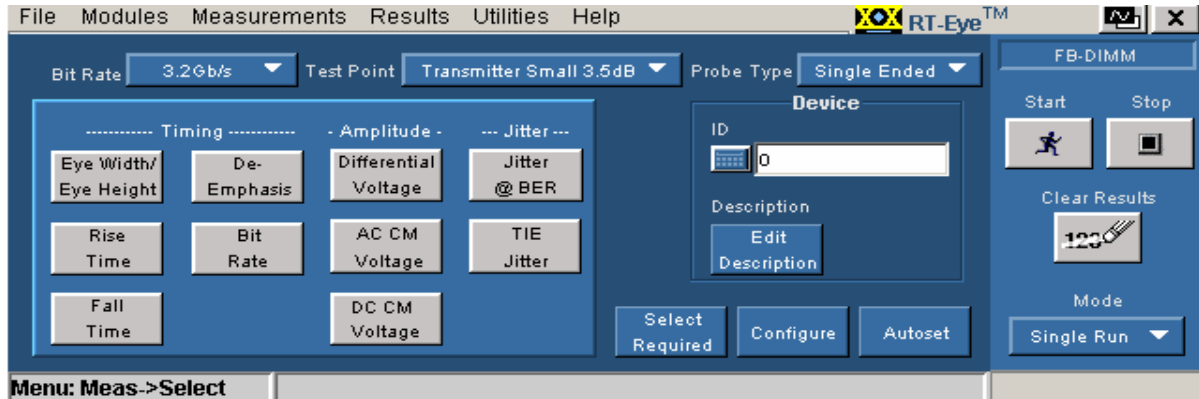 File Modules Measurements Results Utilities Help RT-Eye™
Bit Rate 3.2Gb/s Test Point Transmitter Small 3.5dB Probe Type Single Ended
FB-DIMM
------------ Timing ------------ - Amplitude - --- Jitter ---
Eye Width/
Eye Height
De-
Emphasis
Differential
Voltage
Jitter
@ BER
Rise
Time
Bit
Rate
AC CM
Voltage
TIE
Jitter
Fall
Time
DC CM
Voltage
Device
ID
0
Description
Edit
Description
Select
Required
Configure
Autoset
Start Stop
Clear Results
123
Mode
Single Run
Menu: Meas->Select